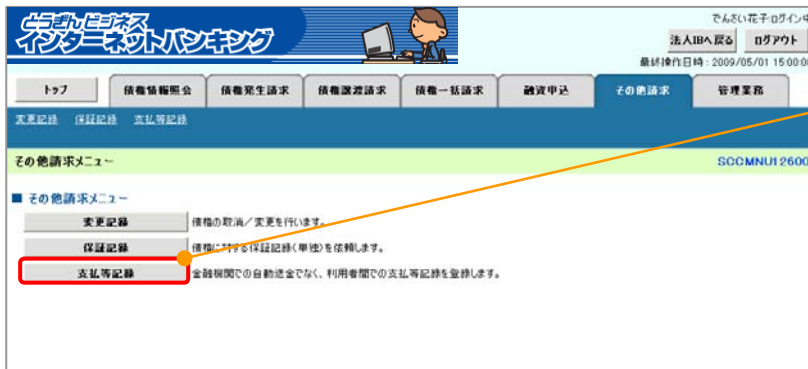 とうぎんビジネス
インターネットバンキング
でんさい花子ログイン中
法人IBへ戻る ログアウト
最終操作日時：2009/05/01 15:00:00
トップ 債権情報照会 債権発生請求 債権譲渡請求 債権一括請求 融資申込 その他請求 管理業務
変更記録 保証記録 支払等記録
その他請求メニュー SCCMNU12600
■ その他請求メニュー
変更記録 債権の取消／変更を行います。
保証記録 債権に対する保証記録(単独)を依頼します。
支払等記録 金融機関での自動送金でなく、利用者間での支払等記録を登録します。